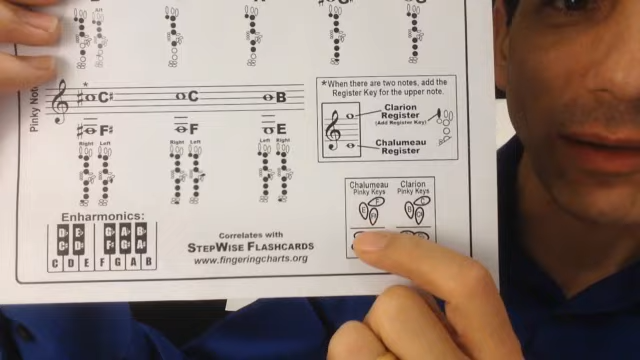 Alt
Pinky Not
* When there are two notes, add the
Register Key for the upper note.
* C♯ C B
Clarion
Register
(Add Register Key)
Chalumeau
Register
F♯ F E
Right Left Right Left Left Right
Chalumeau
Pinky Keys
Clarion
Pinky Keys
Enharmonics:
D♭ E♭ G♭ A♭ B♭
C♯ D♯ F♯ G♯ A♯
C D E F G A B
Correlates with
STEPWISE FLASHCARDS
www.fingeringcharts.org